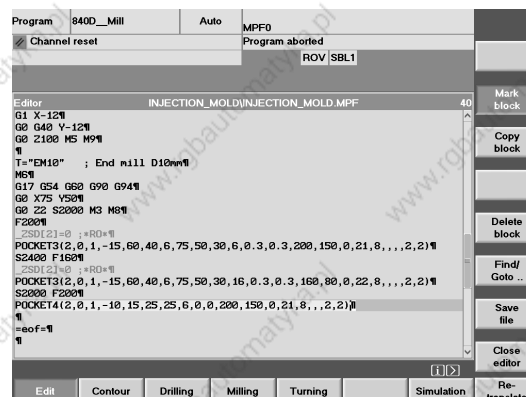 Program 840D__Mill Auto MPF0
Channel reset Program aborted
ROV SBL1
Editor INJECTION_MOLD\INJECTION_MOLD.MPF 40
G1 X-12¶
G0 G40 Y-12¶
G0 Z100 M5 M9¶
¶
T="EM10" ; End mill D10mm¶
M6¶
G17 G54 G60 G90 G94¶
G0 X75 Y50¶
G0 Z2 S2000 M3 M8¶
F200¶
_ZSD[2]=0 ;*RO*¶
POCKET3(2,0,1,-15,60,40,6,75,50,30,6,0.3,0.3,200,150,0,21,8,,,,2,2)¶
S2400 F160¶
_ZSD[2]=0 ;*RO*¶
POCKET3(2,0,1,-15,60,40,6,75,50,30,16,0.3,0.3,160,80,0,22,8,,,,2,2)¶
S2000 F200¶
POCKET4(2,0,1,-10,15,25,25,6,0,0,200,150,0,21,8,,,2,2)¶
¶
=eof=¶
¶
Mark block
Copy block
Delete block
Find/ Goto ..
Save file
Close editor
Re-translate
Edit Contour Drilling Milling Turning Simulation
www.rgbautomatyka.pl